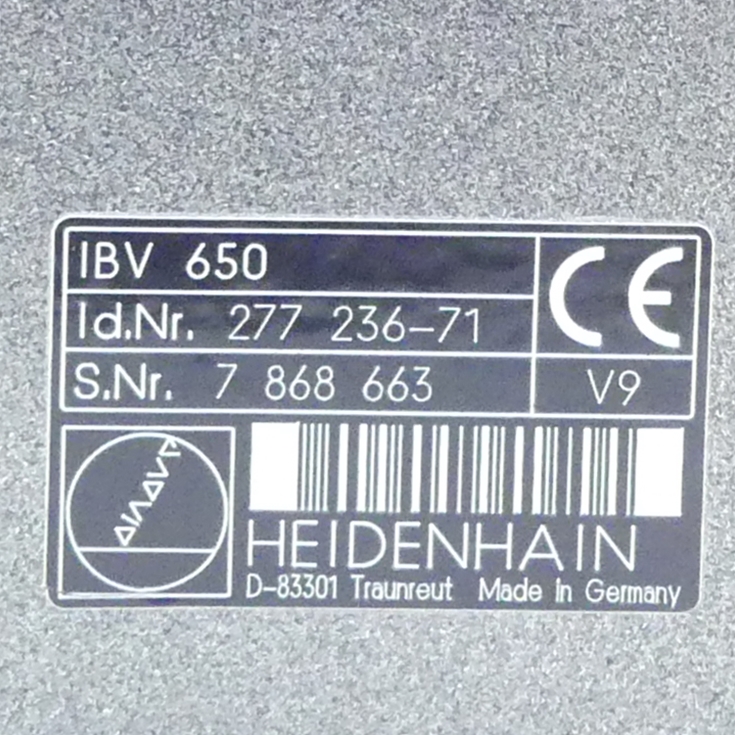 IBV 650
Id.Nr. 277 236-71
S.Nr. 7 868 663
V9
CE
HEIDENHAIN
D-83301 Traunreut Made in Germany